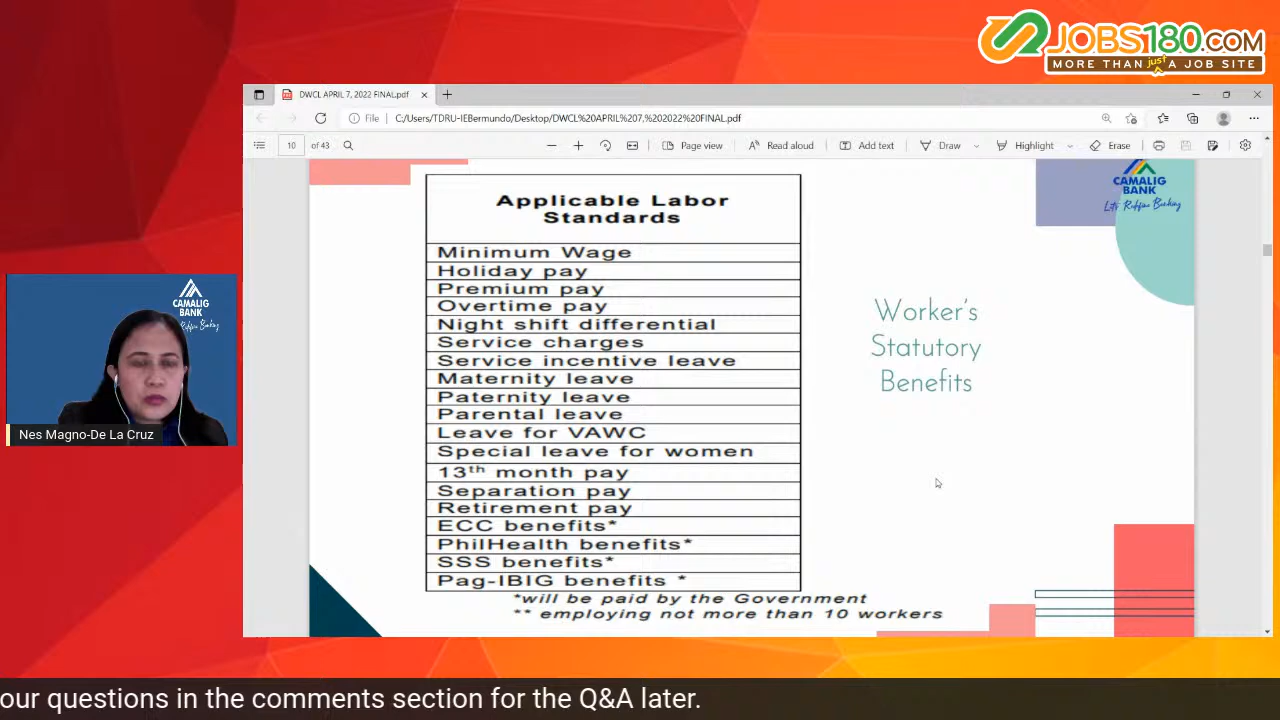 JOBS180.COM
MORE THAN just A JOB SITE
DWCL APRIL 7, 2022 FINAL.pdf
File
C:/Users/TDRU-IEBermundo/Desktop/DWCL%20APRIL%207,%202022%20FINAL.pdf
10 of 43
Page view
Read aloud
Add text
Draw
Highlight
Erase
CAMALIG
BANK
Let's Redefine Banking
Applicable Labor
Standards
Minimum Wage
Holiday pay
Premium pay
Overtime pay
Night shift differential
Service charges
Service incentive leave
Maternity leave
Paternity leave
Parental leave
Leave for VAWC
Special leave for women
13th month pay
Separation pay
Retirement pay
ECC benefits*
PhilHealth benefits*
SSS benefits*
Pag-IBIG benefits *
*will be paid by the Government
** employing not more than 10 workers
Worker's
Statutory
Benefits
CAMALIG
BANK
Nes Magno-De La Cruz
our questions in the comments section for the Q&A later.